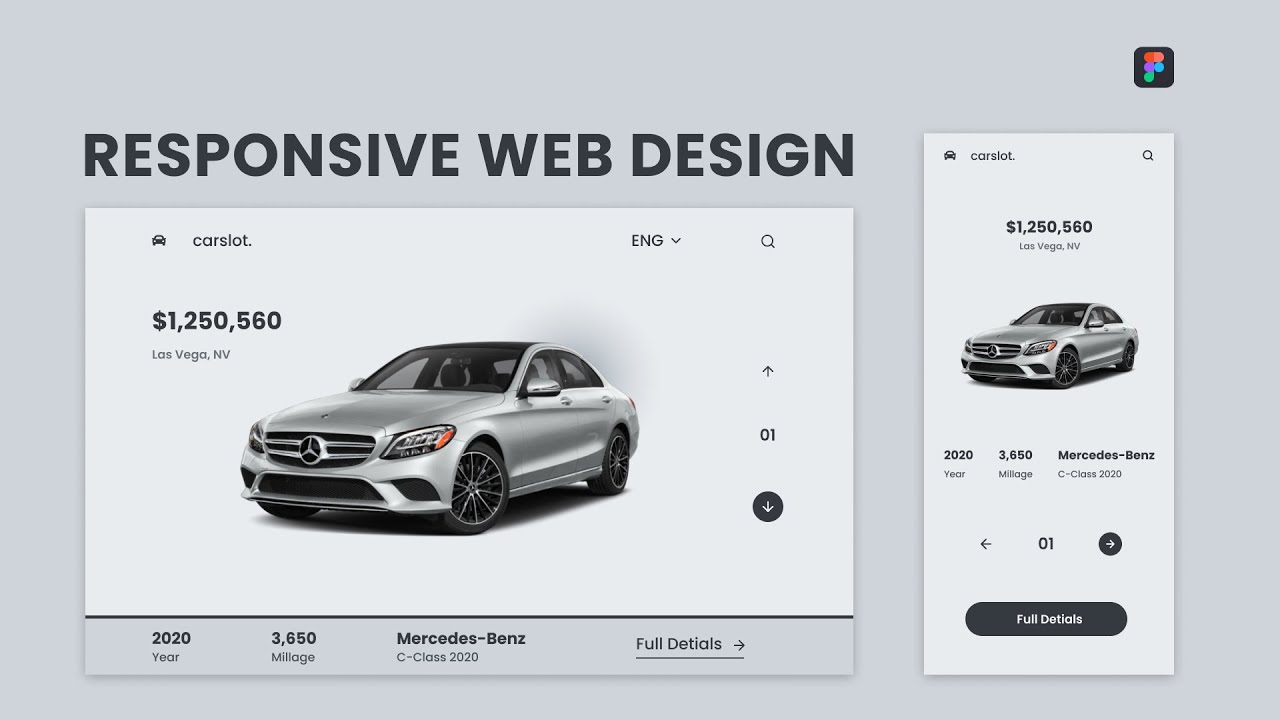 RESPONSIVE WEB DESIGN
carslot.
ENG
$1,250,560
Las Vega, NV
01
2020
Year
3,650
Millage
Mercedes-Benz
C-Class 2020
Full Detials
carslot.
$1,250,560
Las Vega, NV
2020
Year
3,650
Millage
Mercedes-Benz
C-Class 2020
01
Full Detials